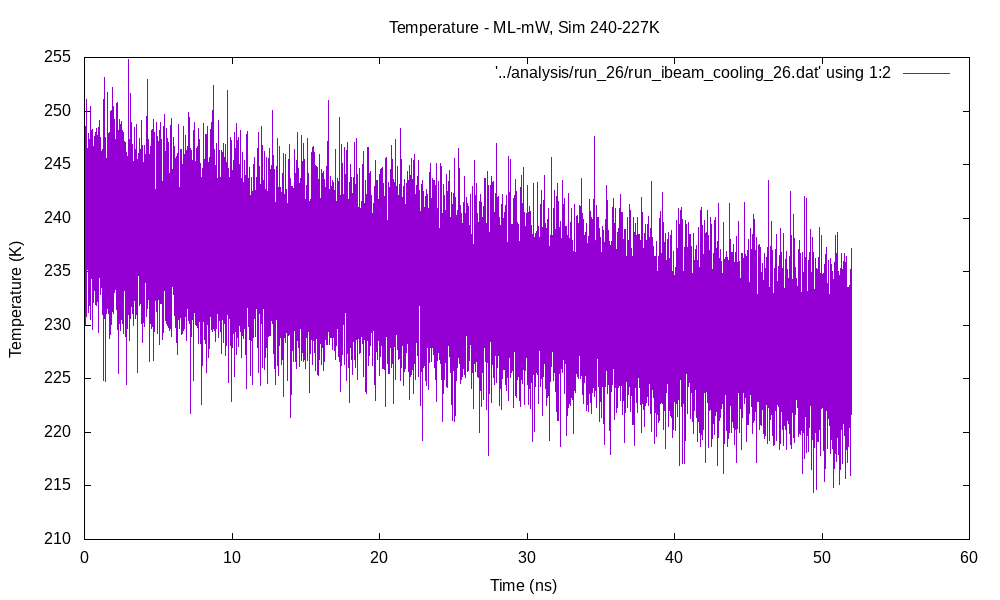 Temperature - ML-mW, Sim 240-227K
'../analysis/run_26/run_ibeam_cooling_26.dat' using 1:2
255
250
245
240
235
230
225
220
215
210
Temperature (K)
0 10 20 30 40 50 60
Time (ns)